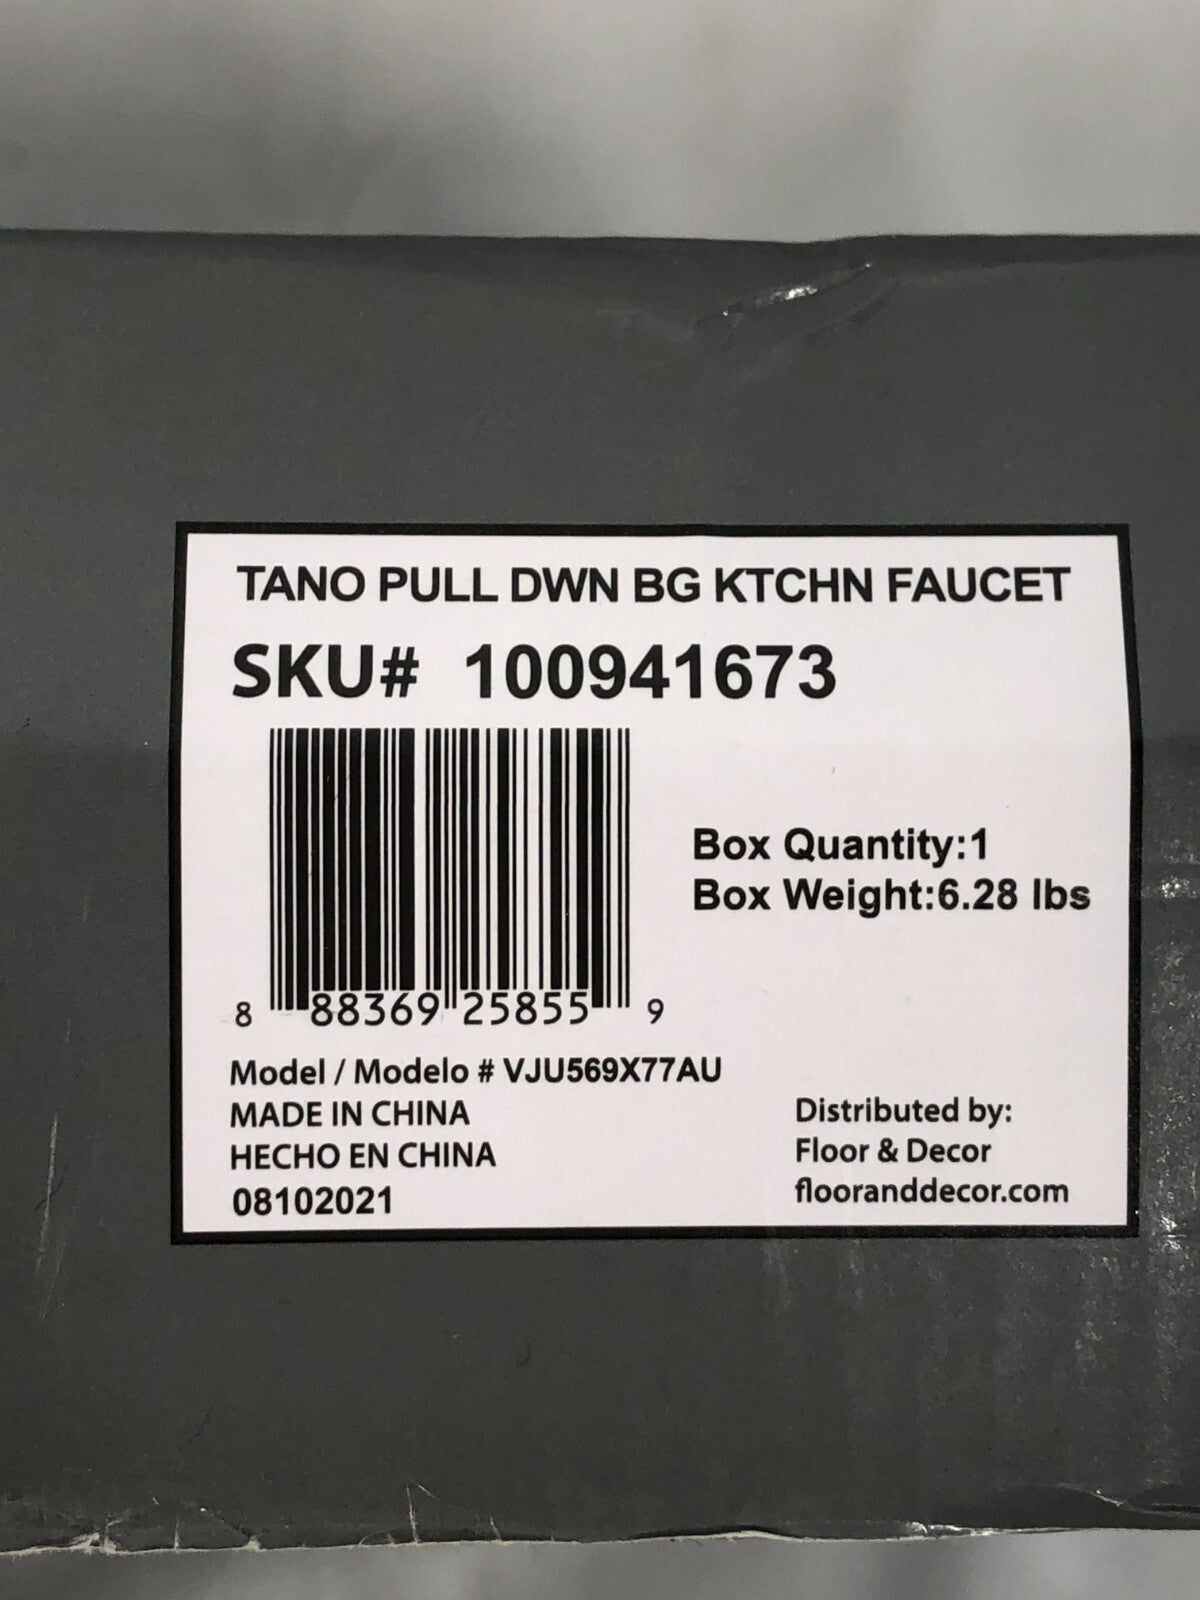 TANO PULL DWN BG KTCHN FAUCET
SKU# 100941673
Box Quantity:1
Box Weight:6.28 lbs
8 88369 25855 9
Model / Modelo # VJU569X77AU
MADE IN CHINA
HECHO EN CHINA
08102021
Distributed by:
Floor & Decor
flooranddecor.com